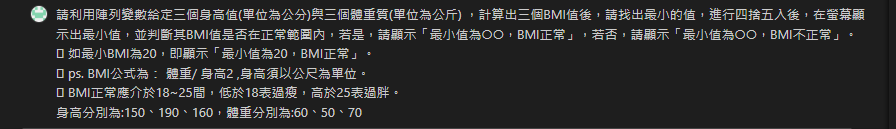 請利用陣列變數給定三個身高值(單位為公分)與三個體重質(單位為公斤) ，計算出三個BMI值後，請找出最小的值，進行四捨五入後，在螢幕顯
示出最小值，並判斷其BMI值是否在正常範圍內，若是，請顯示「最小值為○○，BMI正常」，若否，請顯示「最小值為○○，BMI不正常」。
如最小BMI為20，即顯示「最小值為20，BMI正常」。
ps. BMI公式為： 體重/ 身高2 ,身高須以公尺為單位。
BMI正常應介於18~25間，低於18表過瘦，高於25表過胖。
身高分別為:150、190、160，體重分別為:60、50、70